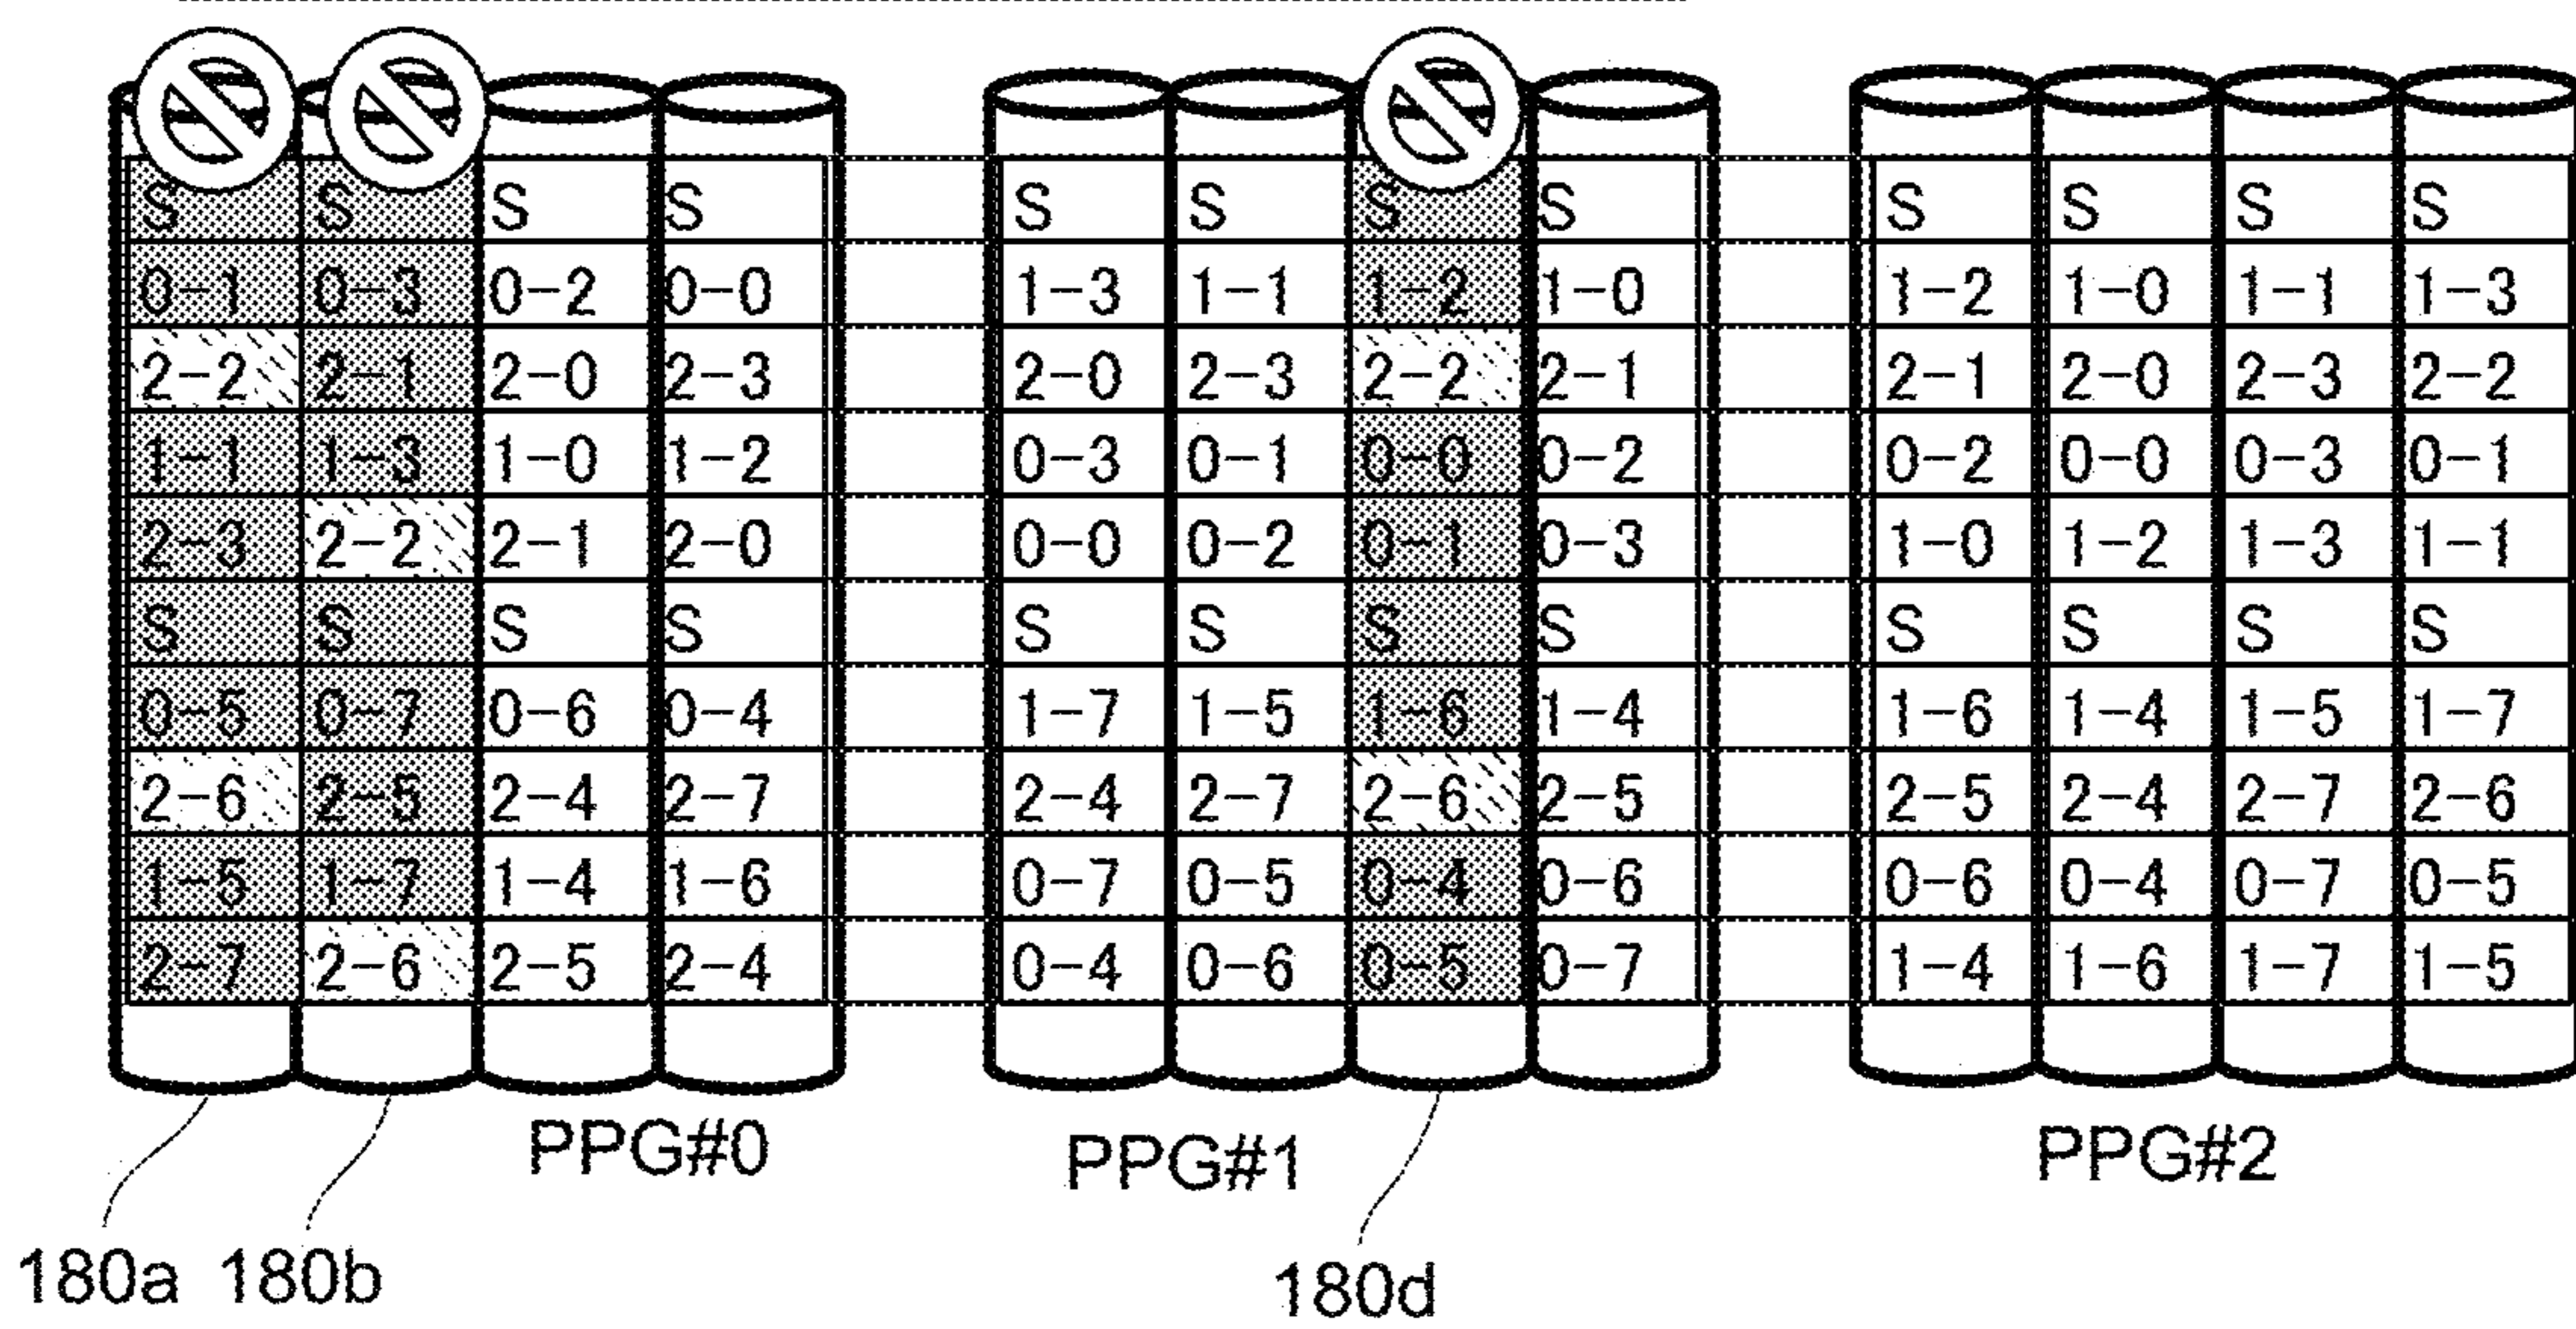 S S S S S S S S S S S S
0-1 0-3 0-2 0-0 1-3 1-1 1-2 1-0 1-2 1-0 1-1 1-3
2-2 2-1 2-0 2-3 2-0 2-3 2-2 2-1 2-1 2-0 2-3 2-2
1-1 1-3 1-0 1-2 0-3 0-1 0-0 0-2 0-2 0-0 0-3 0-1
2-3 2-2 2-1 2-0 0-0 0-2 0-1 0-3 1-0 1-2 1-3 1-1
S S S S S S S S S S S S
0-5 0-7 0-6 0-4 1-7 1-5 1-6 1-4 1-6 1-4 1-5 1-7
2-6 2-5 2-4 2-7 2-4 2-7 2-6 2-5 2-5 2-4 2-7 2-6
1-5 1-7 1-4 1-6 0-7 0-5 0-4 0-6 0-6 0-4 0-7 0-5
2-7 2-6 2-5 2-4 0-4 0-6 0-5 0-7 1-4 1-6 1-7 1-5
PPG#0 PPG#1 PPG#2
180a 180b 180d